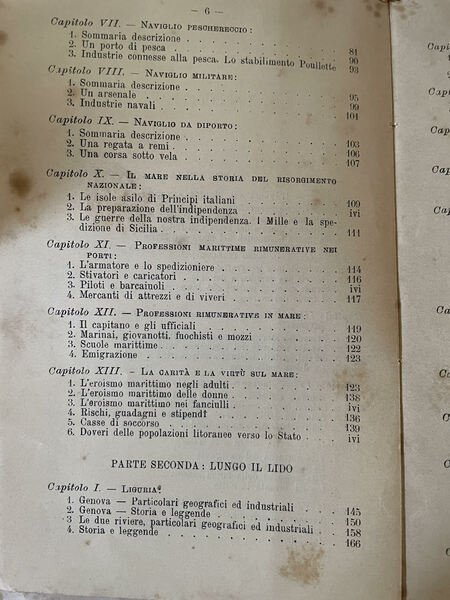 — 6 —
Capitolo VII. — NAVIGLIO PESCHERECCIO:
1. Sommaria descrizione . . . . . . . .
2. Un porto di pesca . . . . . . . . 81
3. Industrie connesse alla pesca. Lo stabilimento Poullette 90
93
Capitolo VIII. — NAVIGLIO MILITARE:
1. Sommaria descrizione . . . . . . . .
2. Un arsenale . . . . . . . . 95
3. Industrie navali . . . . . . . . 99
101
Capitolo IX. — NAVIGLIO DA DIPORTO:
1. Sommaria descrizione . . . . . . . . 103
2. Una regata a remi . . . . . . . . 106
3. Una corsa sotto vela . . . . . . . . 107
Capitolo X. — IL MARE NELLA STORIA DEL RISORGIMENTO
NAZIONALE:
1. Le isole asilo di Principi italiani . . . . . 109
2. La preparazione dell'indipendenza . . . . . ivi
3. Le guerre della nostra indipendenza. I Mille e la spe-
dizione di Sicilia . . . . . . . . 111
Capitolo XI. — PROFESSIONI MARITTIME RIMUNERATIVE NEI
PORTI:
1. L'armatore e lo spedizioniere . . . . . . 114
2. Stivatori e caricatori . . . . . . . . 116
3. Piloti e barcaiuoli . . . . . . . . ivi
4. Mercanti di attrezzi e di viveri . . . . . . 117
Capitolo XII. — PROFESSIONI RIMUNERATIVE IN MARE:
1. Il capitano e gli ufficiali . . . . . . . 119
2. Marinai, giovanotti, fuochisti e mozzi . . . . 120
3. Scuole marittime . . . . . . . . 122
4. Emigrazione . . . . . . . . 123
Capitolo XIII. — LA CARITÀ E LA VIRTÙ SUL MARE:
1. L'eroismo marittimo negli adulti . . . . . 123
2. L'eroismo marittimo delle donne . . . . . 138
3. L'eroismo marittimo nei fanciulli . . . . . ivi
4. Rischi, guadagni e stipendi . . . . . . 136
5. Casse di soccorso . . . . . . . . 139
6. Doveri delle popolazioni litoranee verso lo Stato . . ivi
PARTE SECONDA: LUNGO IL LIDO
Capitolo I. — LIGURIA:
1. Genova — Particolari geografici ed industriali . . 145
2. Genova — Storia e leggende . . . . . . 150
3 Le due riviere, particolari geografici ed industriali . 158
4. Storia e leggende . . . . . . . . 166